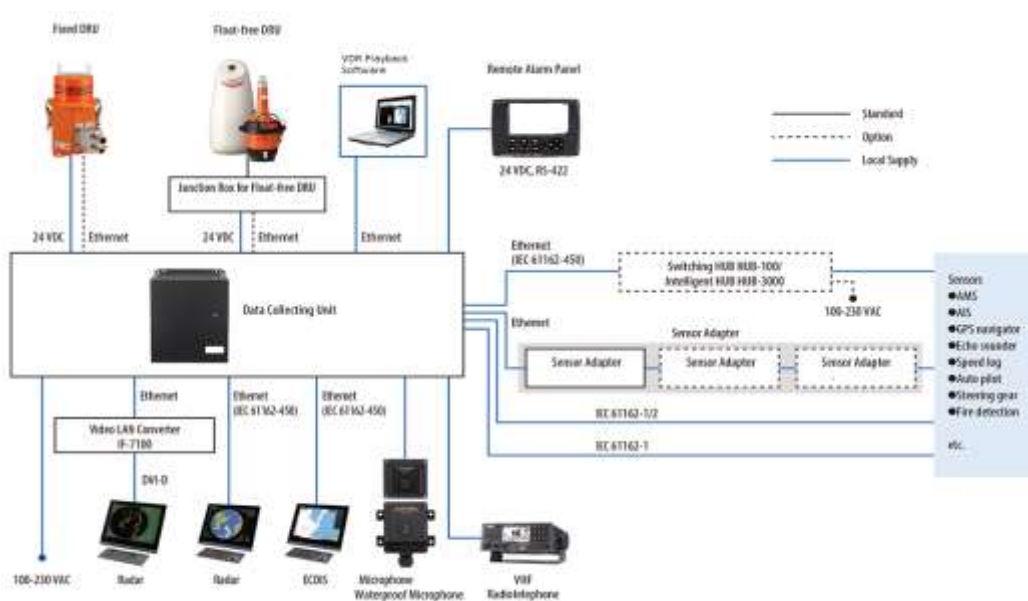 Fixed DRU
Float-free DRU
VDR Playback
Software
Remote Alarm Panel
Standard
Option
Local Supply
24 VDC, RS-422
Junction Box for Float-free DRU
24 VDC
Ethernet
24 VDC
Ethernet
Ethernet
Ethernet
(IEC 61162-450)
Switching HUB HUB-100/
Intelligent HUB HUB-3000
100-230 VAC
Data Collecting Unit
Ethernet
Sensor Adapter
Sensor Adapter
Sensor Adapter
Sensor Adapter
Sensors
●AMS
●AIS
●GPS navigator
●Echo sounder
●Speed log
●Auto pilot
●Steering gear
●Fire detection
etc.
IEC 61162-1/2
IEC 61162-1
Ethernet
Ethernet
(IEC 61162-450)
Ethernet
(IEC 61162-450)
Video LAN Converter
IF-7100
DVI-D
100-230 VAC
Radar
Radar
ECDIS
Microphone
Waterproof Microphone
VHF
Radiotelephone